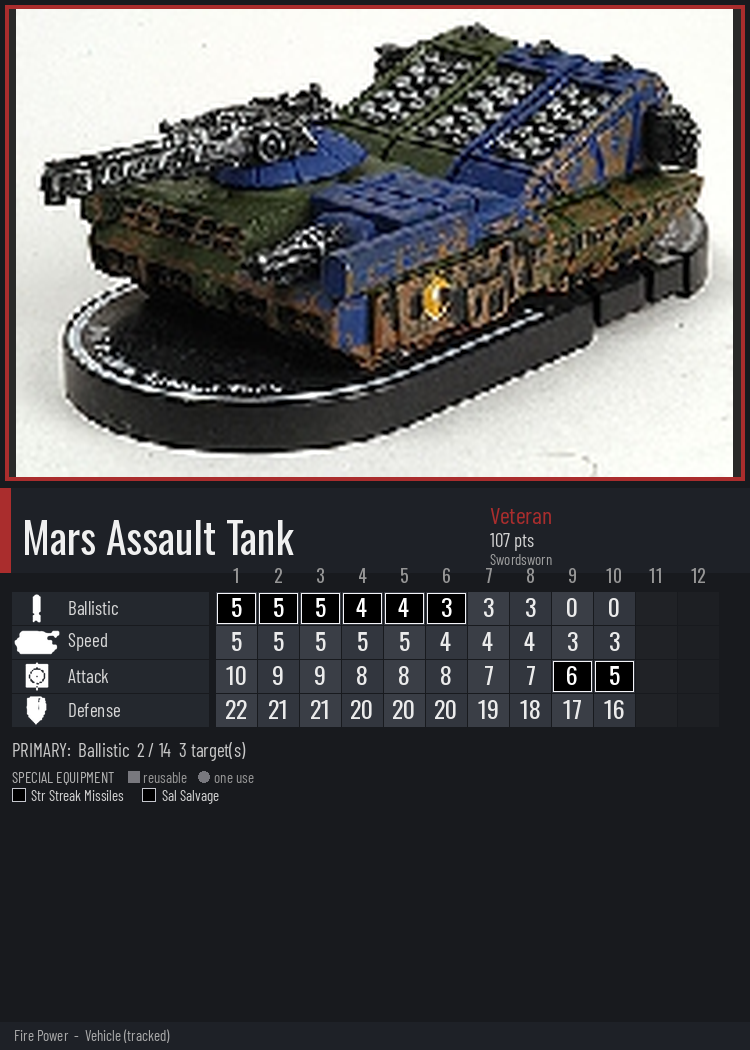 Mars Assault Tank
Veteran
107 pts
Swordsworn
1 2 3 4 5 6 7 8 9 10 11 12
Ballistic 5 5 5 4 4 3 3 3 0 0
Speed 5 5 5 5 5 4 4 4 3 3
Attack 10 9 9 8 8 8 7 7 6 5
Defense 22 21 21 20 20 20 19 18 17 16
PRIMARY: Ballistic 2 / 14 3 target(s)
SPECIAL EQUIPMENT reusable one use
Str Streak Missiles Sal Salvage
Fire Power - Vehicle (tracked)